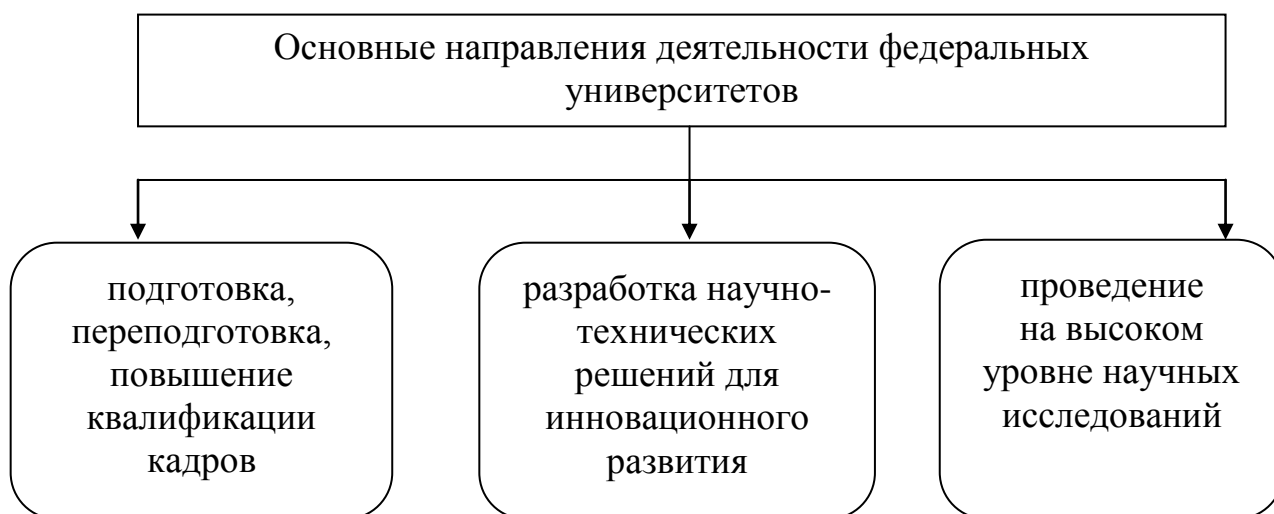 Основные направления деятельности федеральных
университетов
подготовка,
переподготовка,
повышение
квалификации
кадров
разработка научно-
технических
решений для
инновационного
развития
проведение
на высоком
уровне научных
исследований